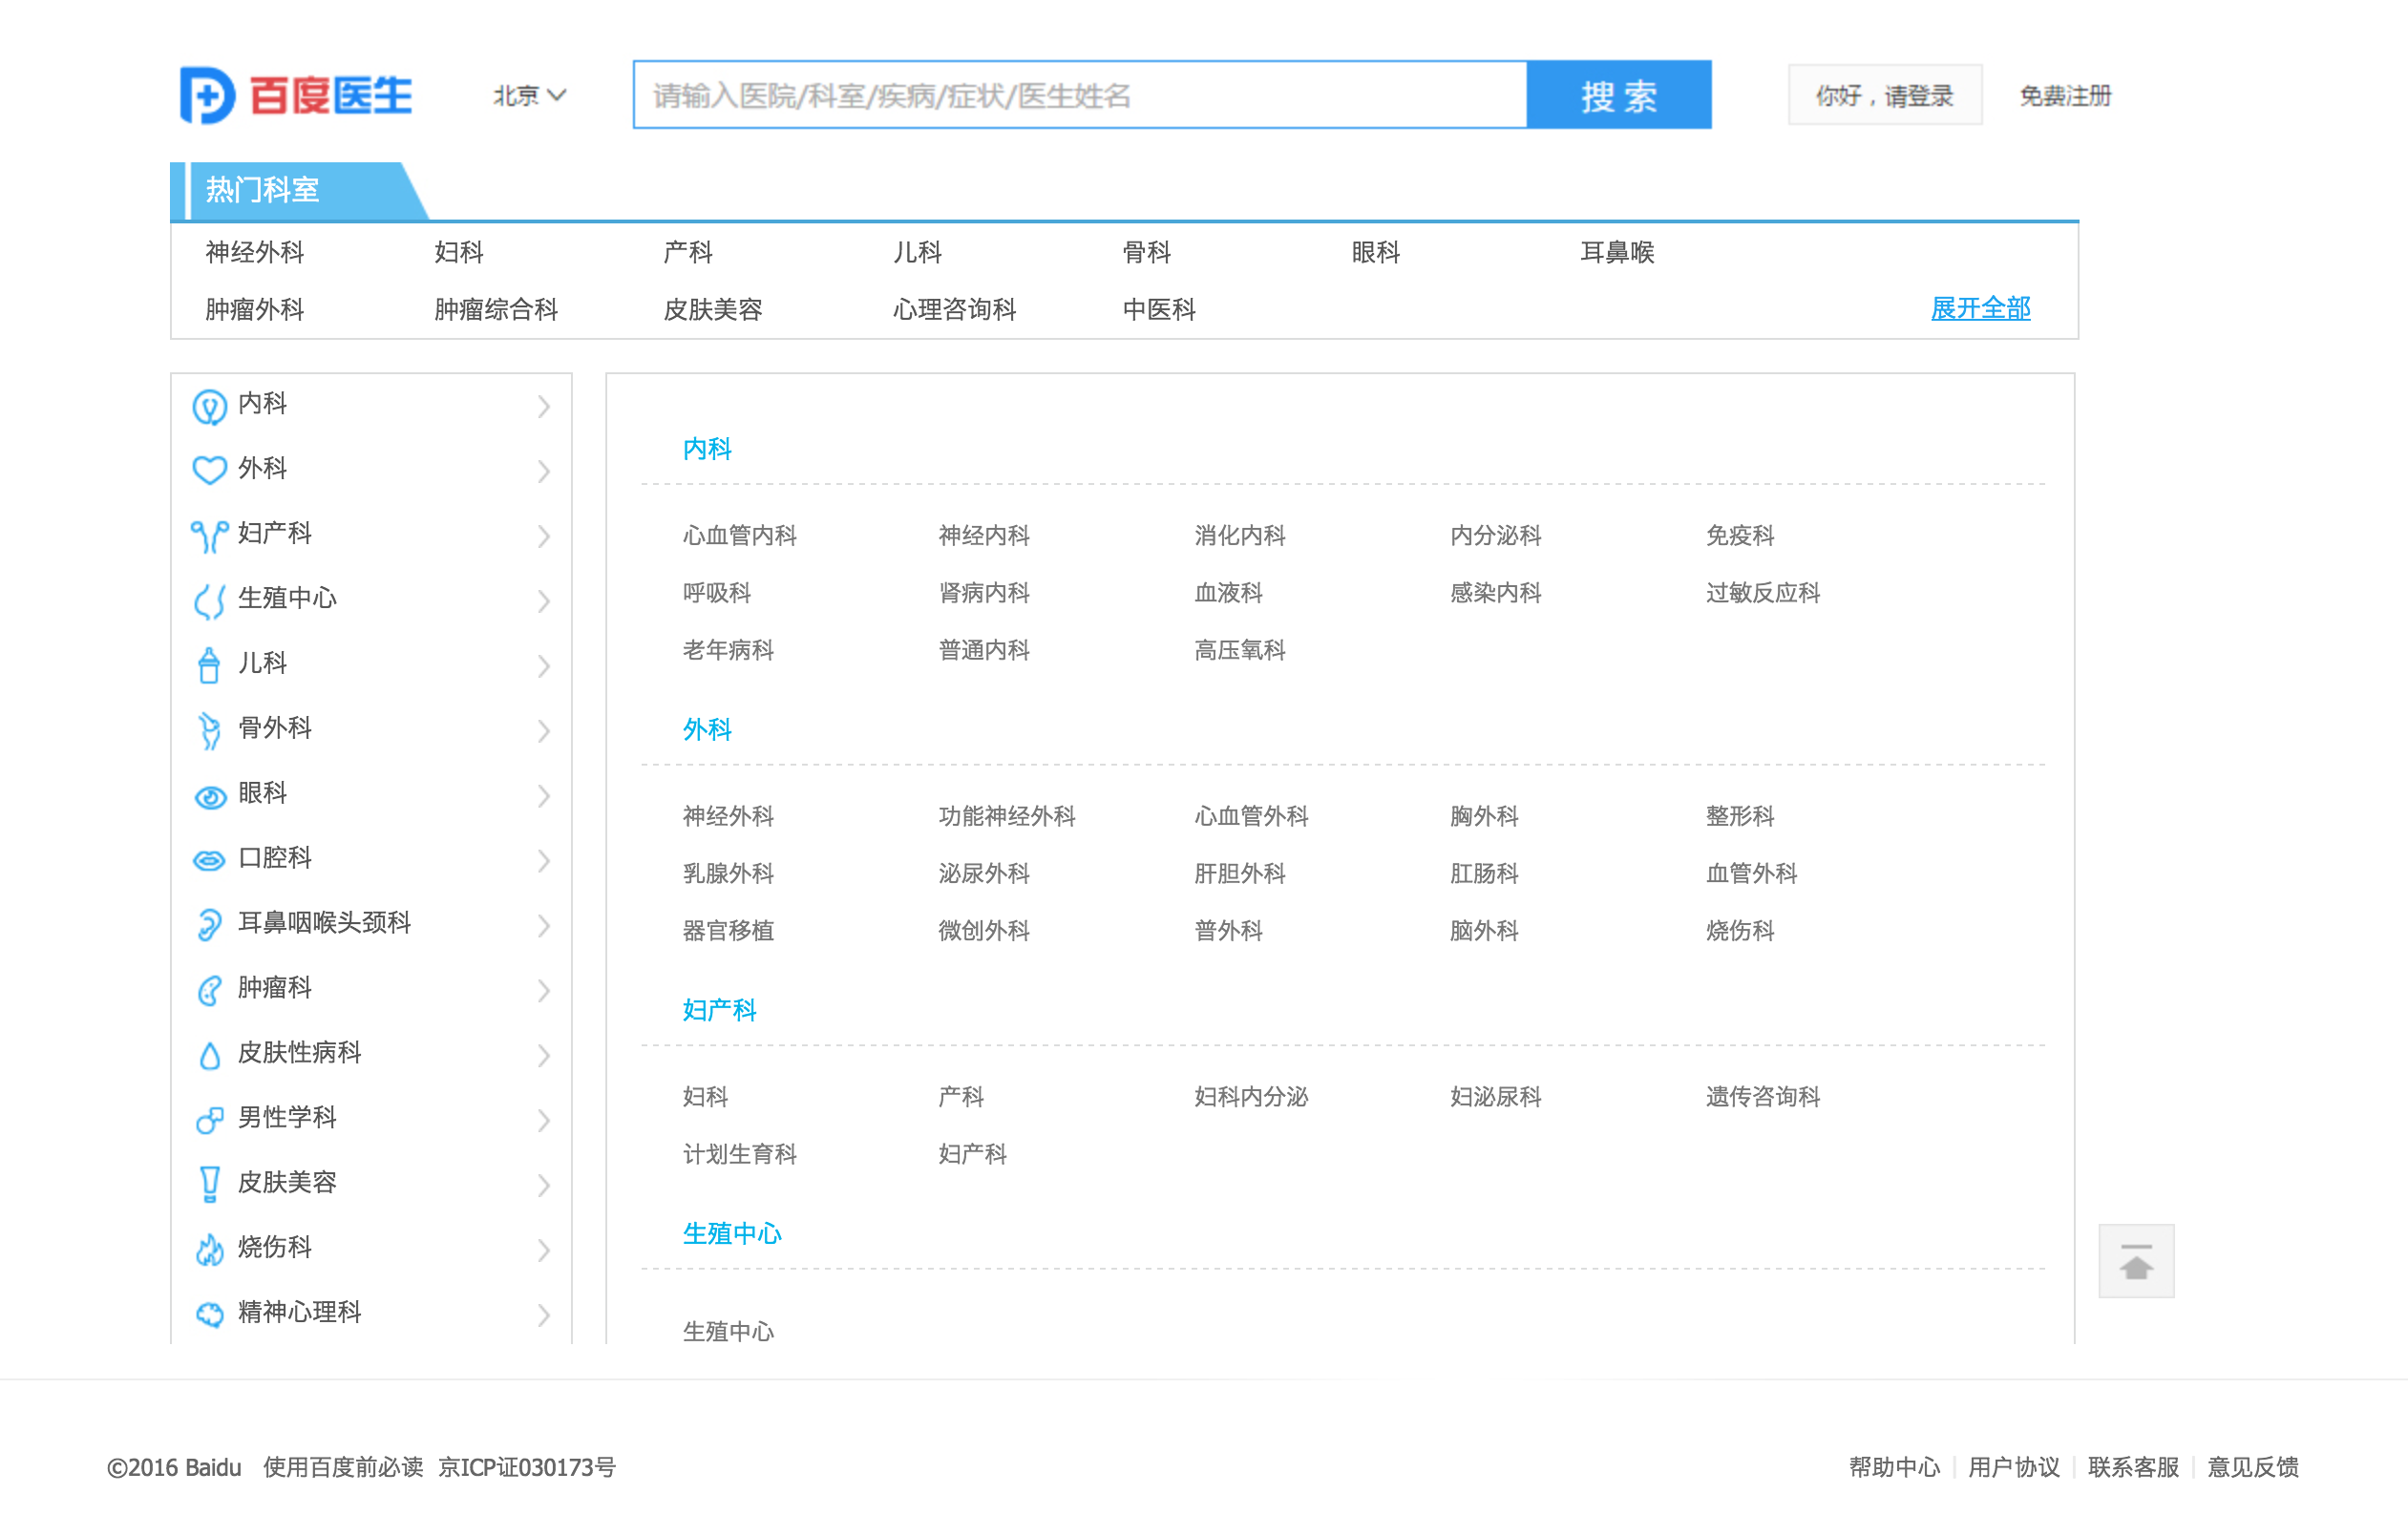 百度医生 北京 请输入医院/科室/疾病/症状/医生姓名 搜索 你好，请登录 免费注册
热门科室
神经外科 妇科 产科 儿科 骨科 眼科 耳鼻喉
肿瘤外科 肿瘤综合科 皮肤美容 心理咨询科 中医科 展开全部
内科
外科
妇产科
生殖中心
儿科
骨外科
眼科
口腔科
耳鼻咽喉头颈科
肿瘤科
皮肤性病科
男性学科
皮肤美容
烧伤科
精神心理科
内科
心血管内科 神经内科 消化内科 内分泌科 免疫科
呼吸科 肾病内科 血液科 感染内科 过敏反应科
老年病科 普通内科 高压氧科
外科
神经外科 功能神经外科 心血管外科 胸外科 整形科
乳腺外科 泌尿外科 肝胆外科 肛肠科 血管外科
器官移植 微创外科 普外科 脑外科 烧伤科
妇产科
妇科 产科 妇科内分泌 妇泌尿科 遗传咨询科
计划生育科 妇产科
生殖中心
生殖中心
©2016 Baidu 使用百度前必读 京ICP证030173号 帮助中心 用户协议 联系客服 意见反馈